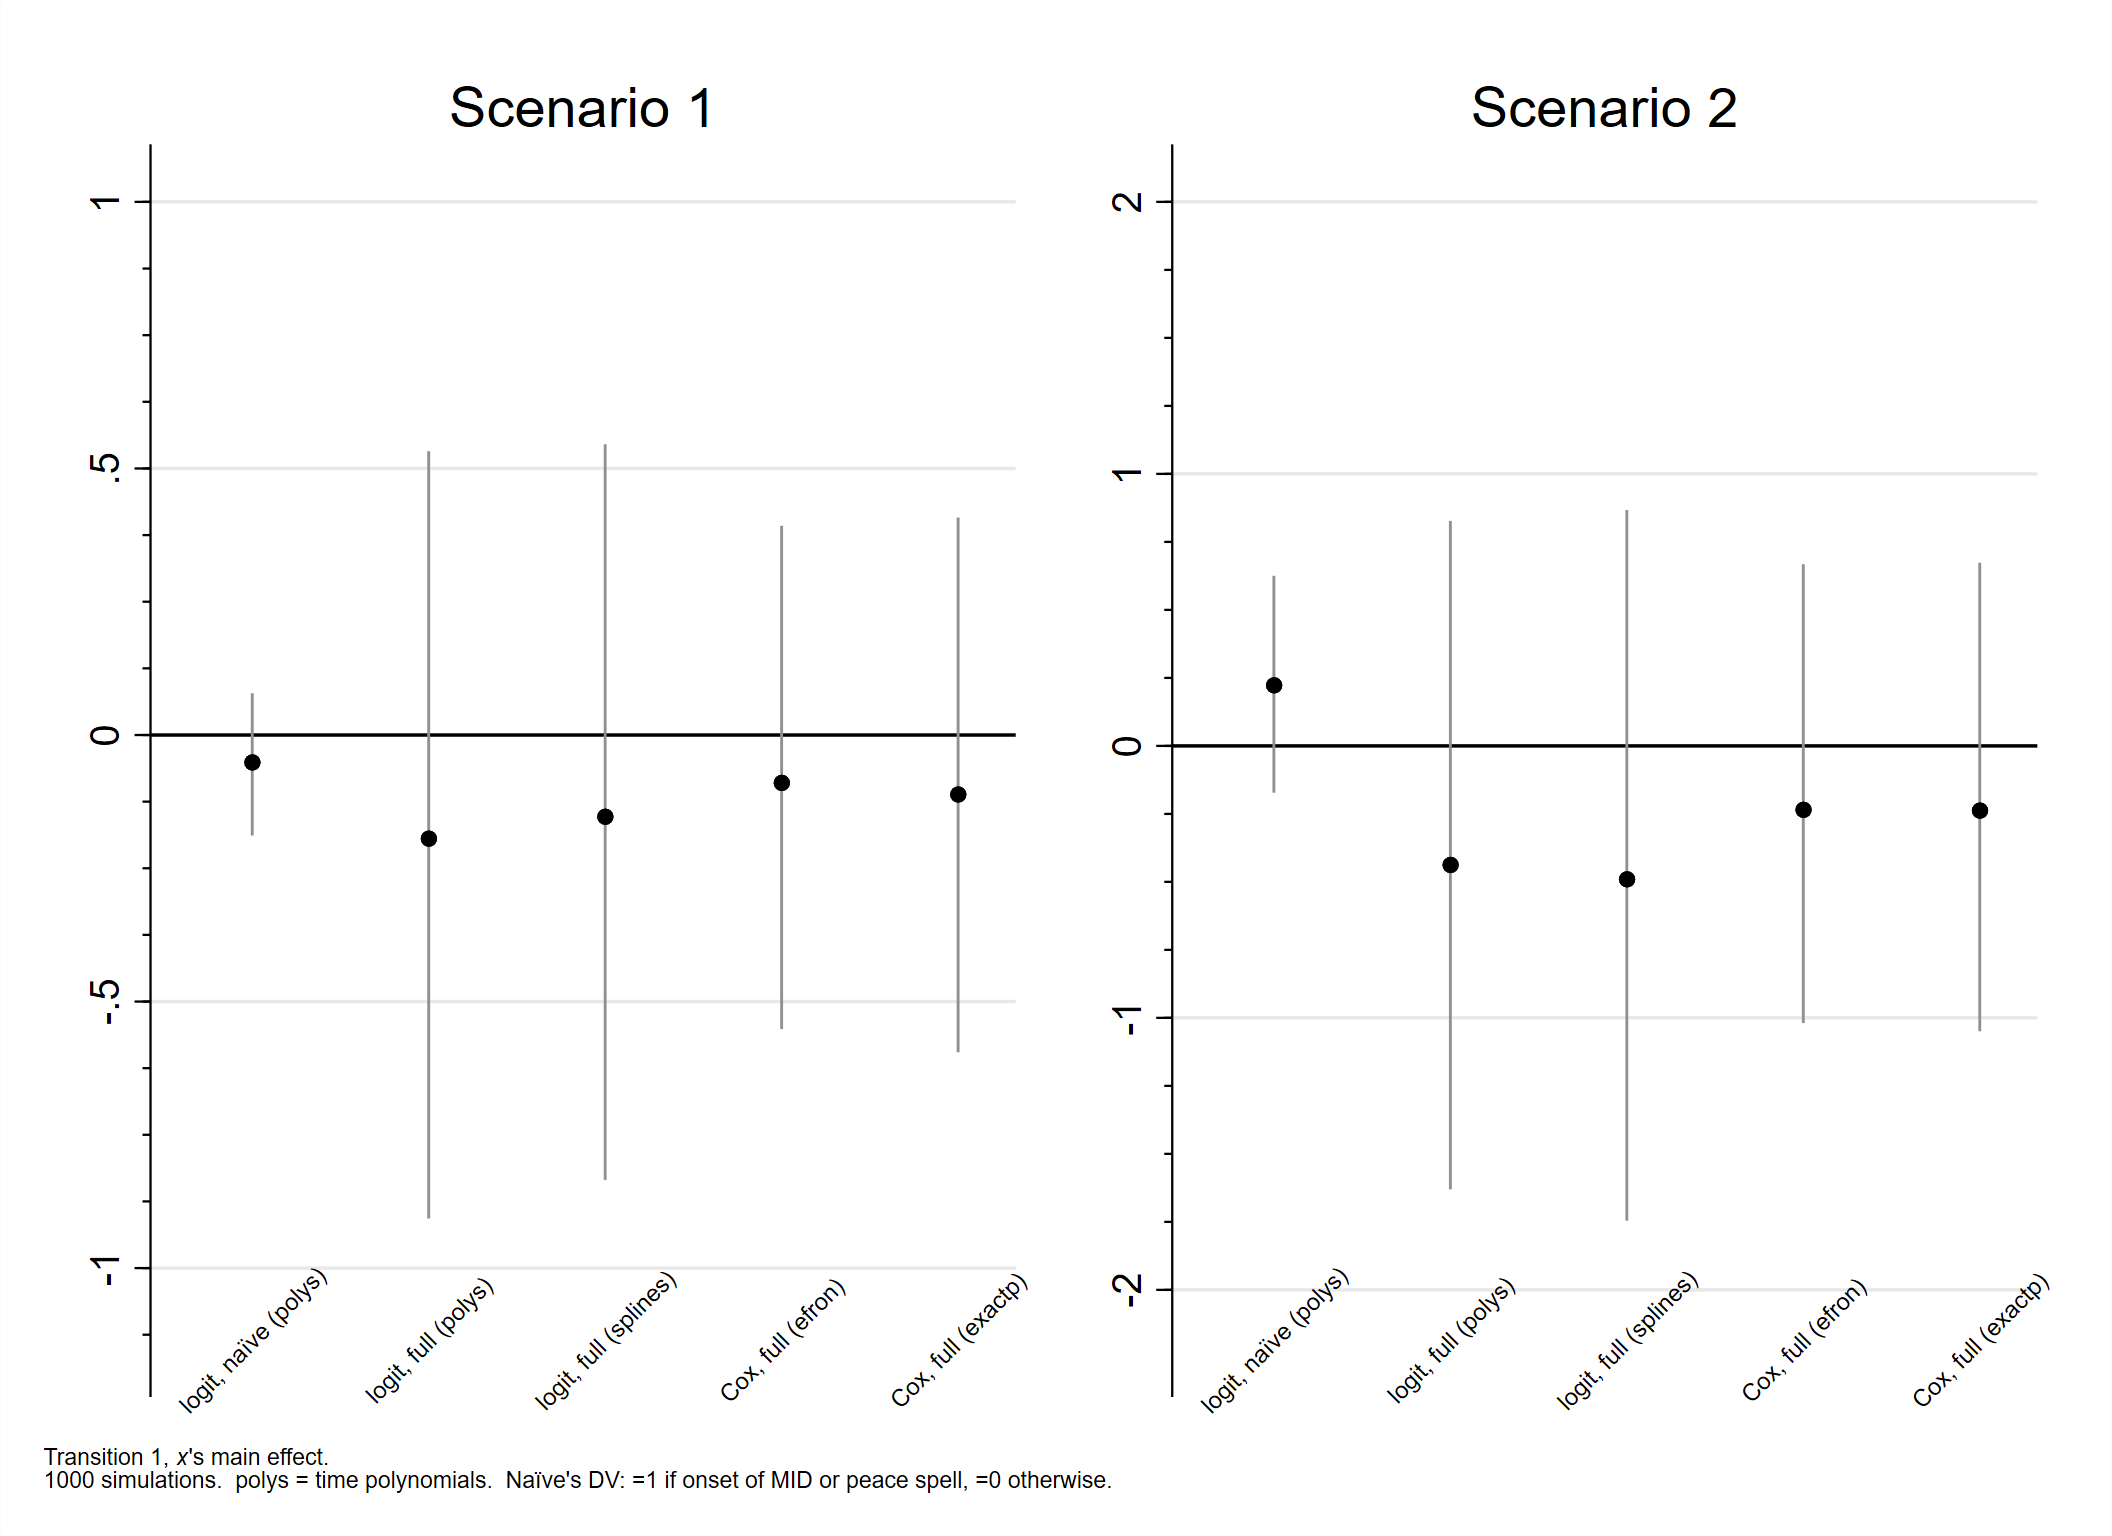 Scenario 1
1
.5
0
-.5
-1
logit, naïve (polys)
logit, full (polys)
logit, full (splines)
Cox, full (efron)
Cox, full (exactp)
Scenario 2
2
1
0
-1
-2
logit, naïve (polys)
logit, full (polys)
logit, full (splines)
Cox, full (efron)
Cox, full (exactp)
Transition 1, x's main effect.
1000 simulations.  polys = time polynomials.  Naïve's DV: =1 if onset of MID or peace spell, =0 otherwise.